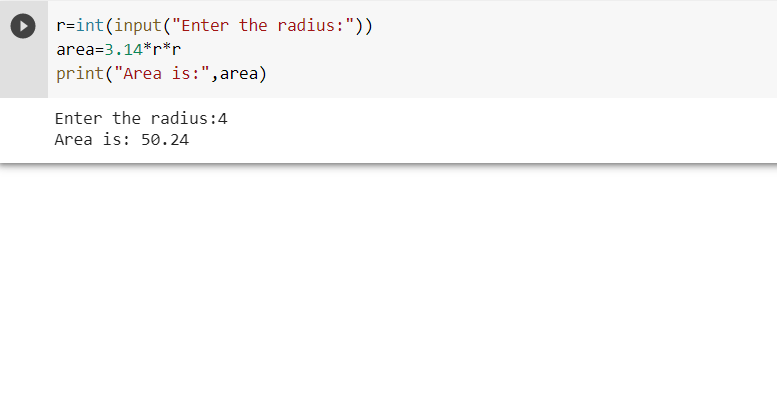 r=int(input("Enter the radius:"))
area=3.14*r*r
print("Area is:",area)
Enter the radius:4
Area is: 50.24